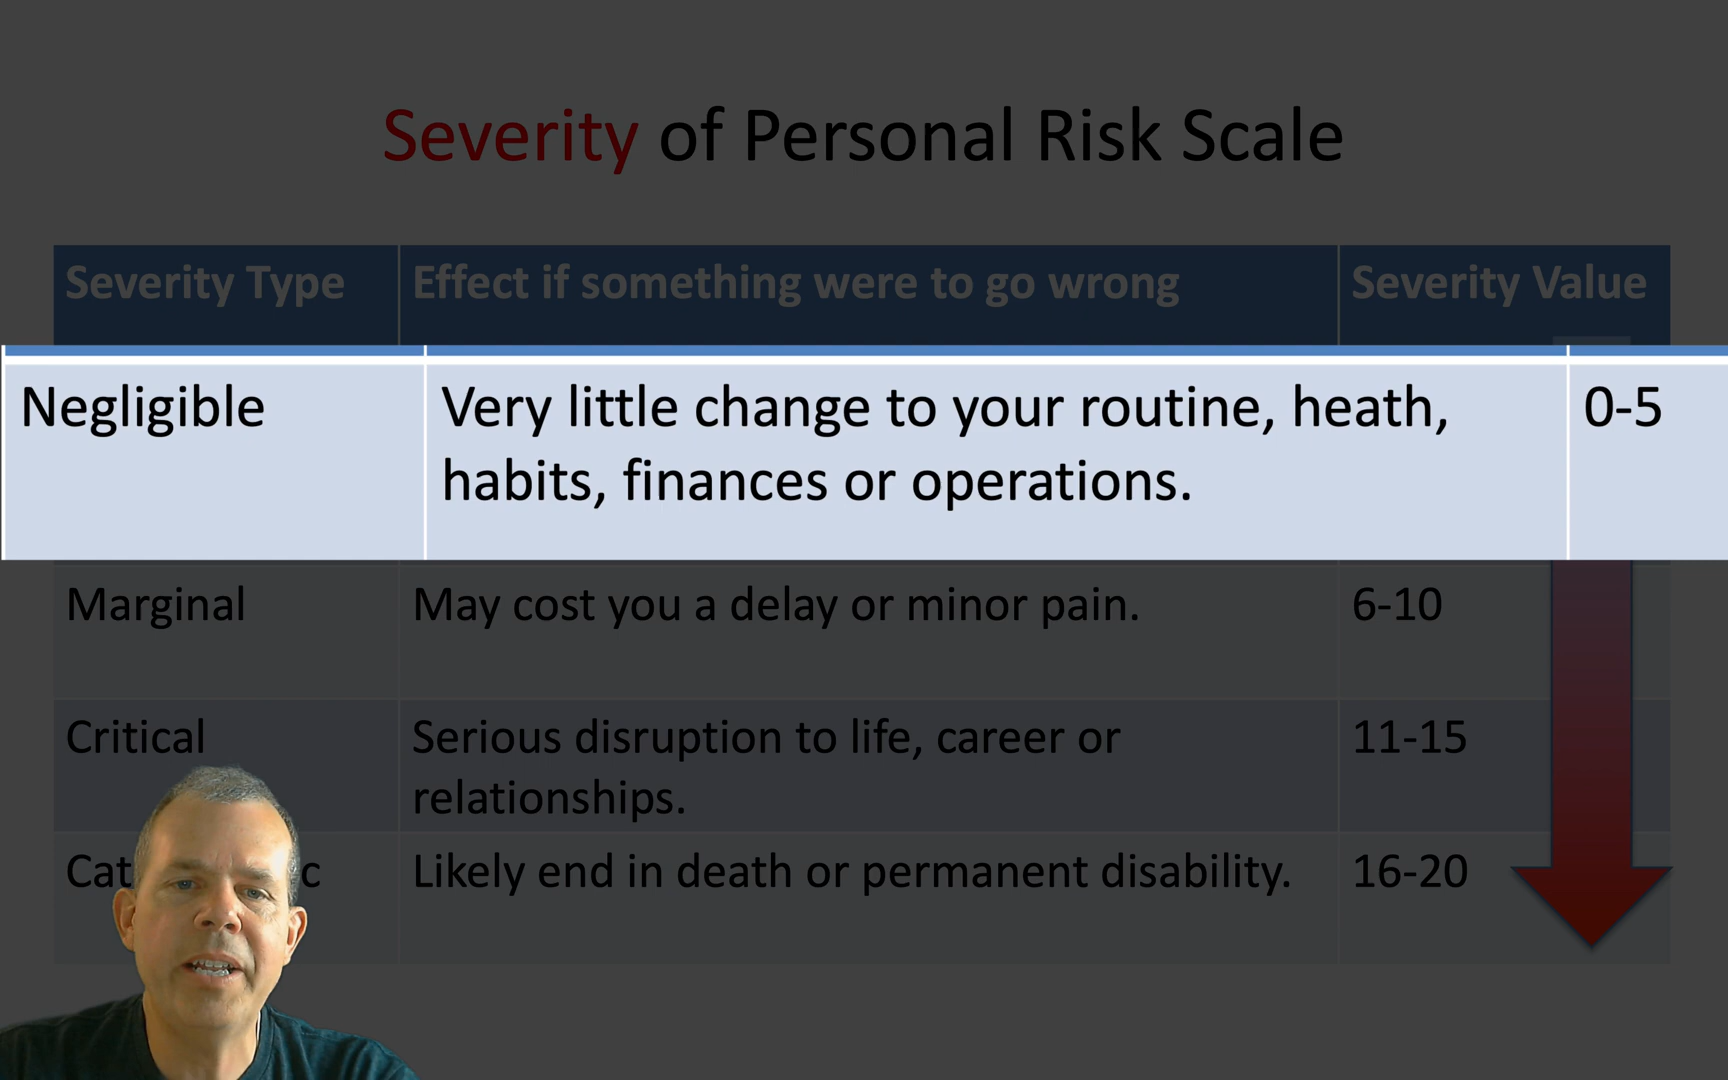 Severity of Personal Risk Scale
Severity Type Effect if something were to go wrong Severity Value
Negligible Very little change to your routine, heath, 0-5
habits, finances or operations.
Marginal May cost you a delay or minor pain. 6-10
Critical Serious disruption to life, career or 11-15
relationships.
Likely end in death or permanent disability. 16-20